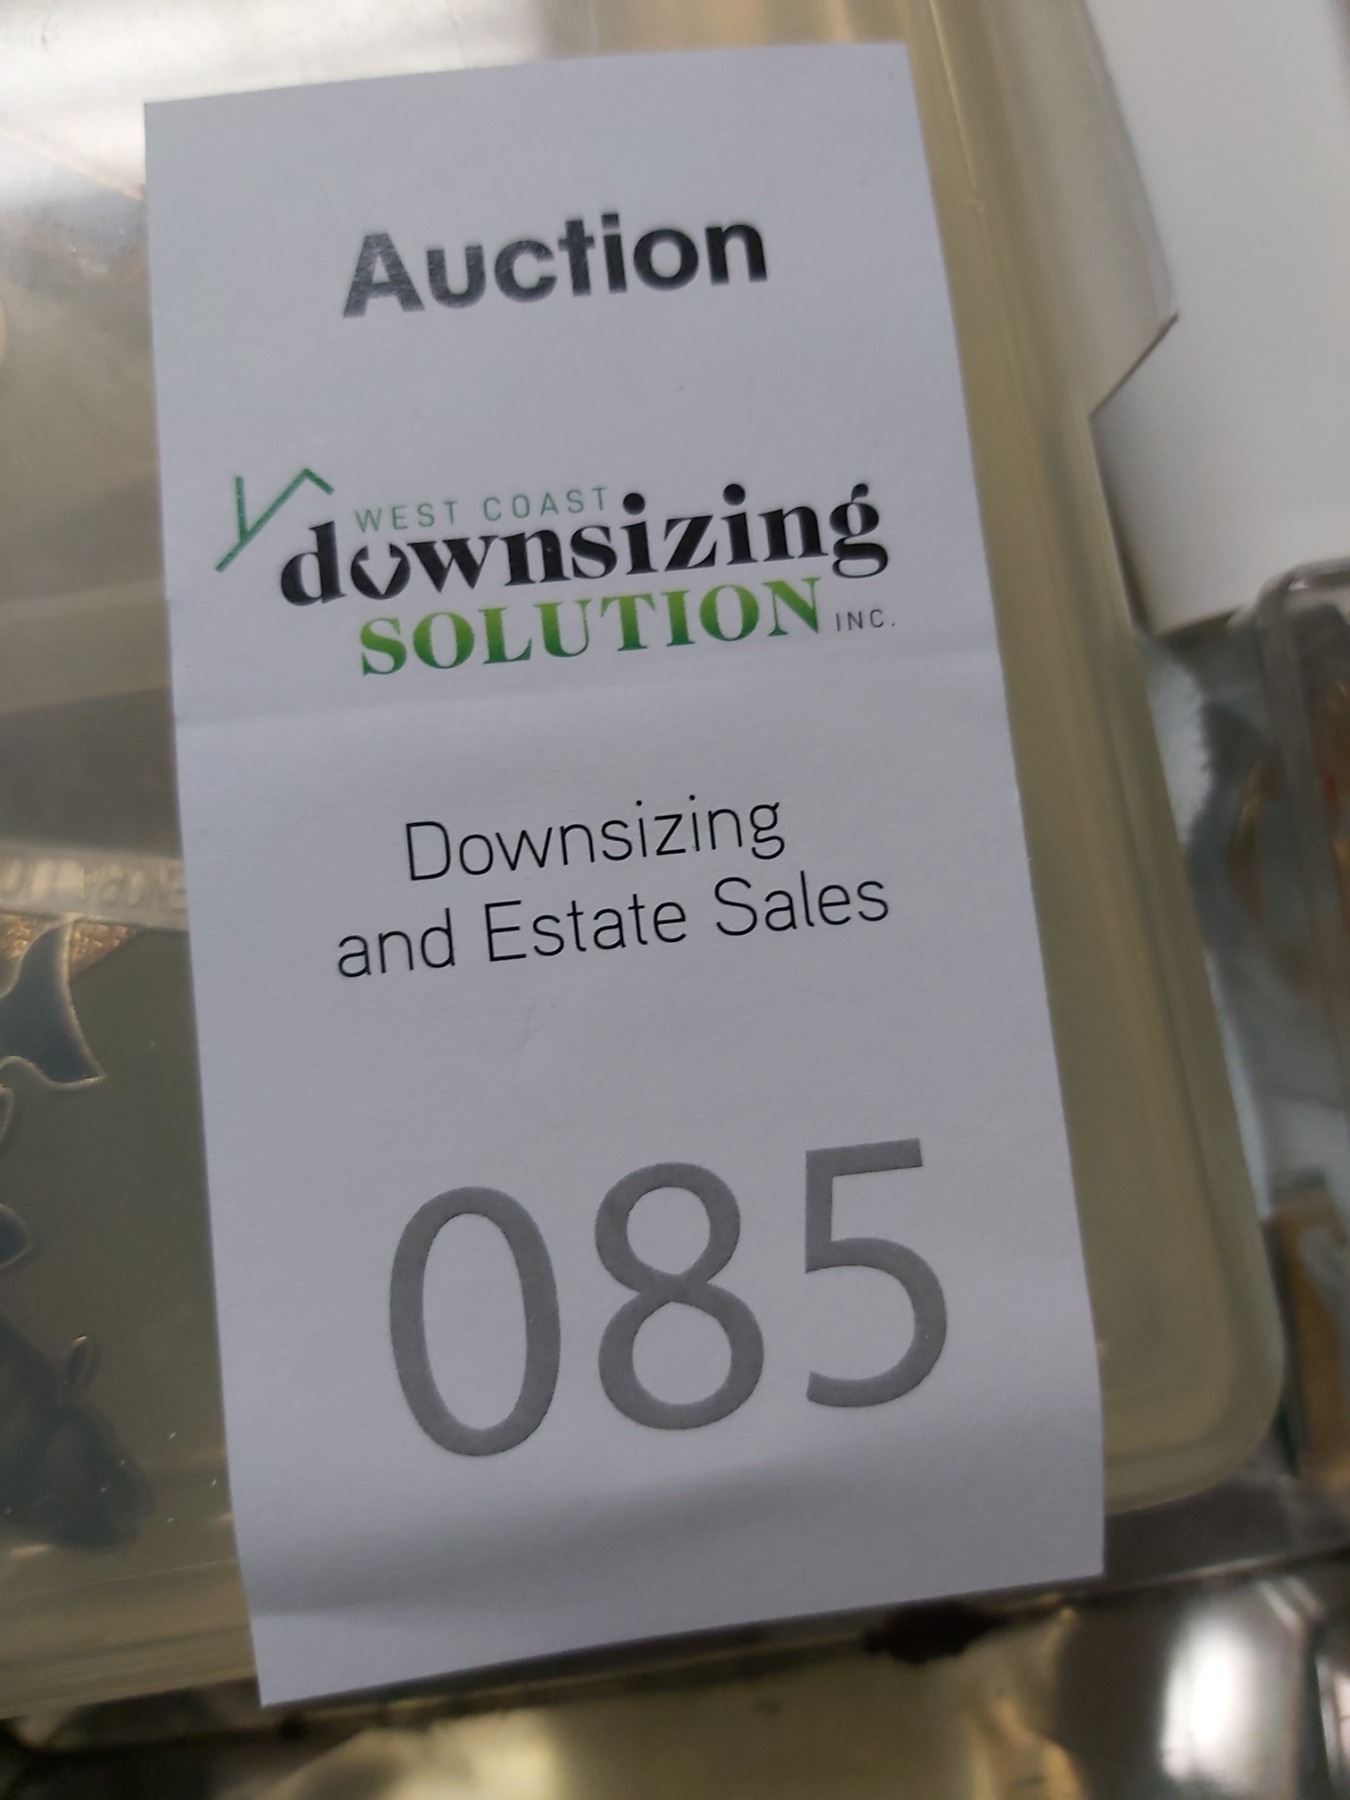 Auction
WEST COAST
downsizing
SOLUTION INC.
Downsizing
and Estate Sales
085